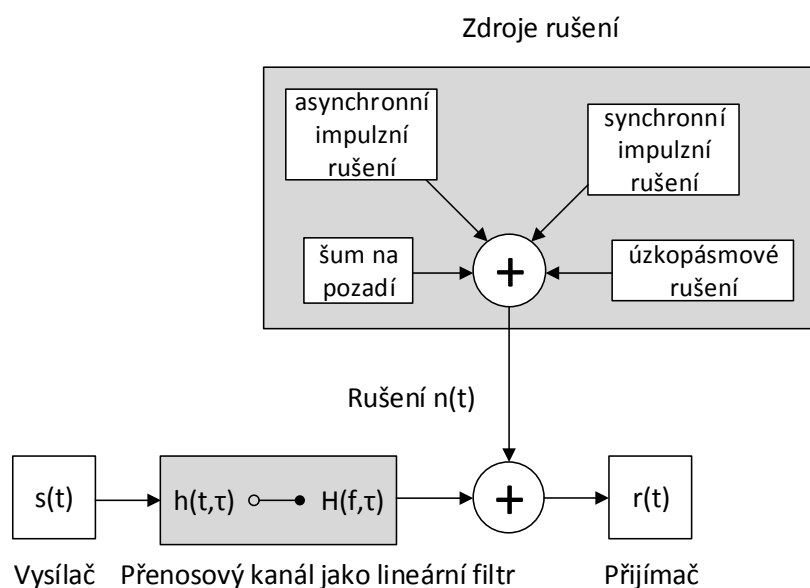 Zdroje rušení
asynchronní
impulzní
rušení
synchronní
impulzní
rušení
šum na
pozadí
+
úzkopásmové
rušení
Rušení n(t)
s(t)
h(t,τ)
H(f,τ)
+
r(t)
Vysílač
Přenosový kanál jako lineární filtr
Přijímač